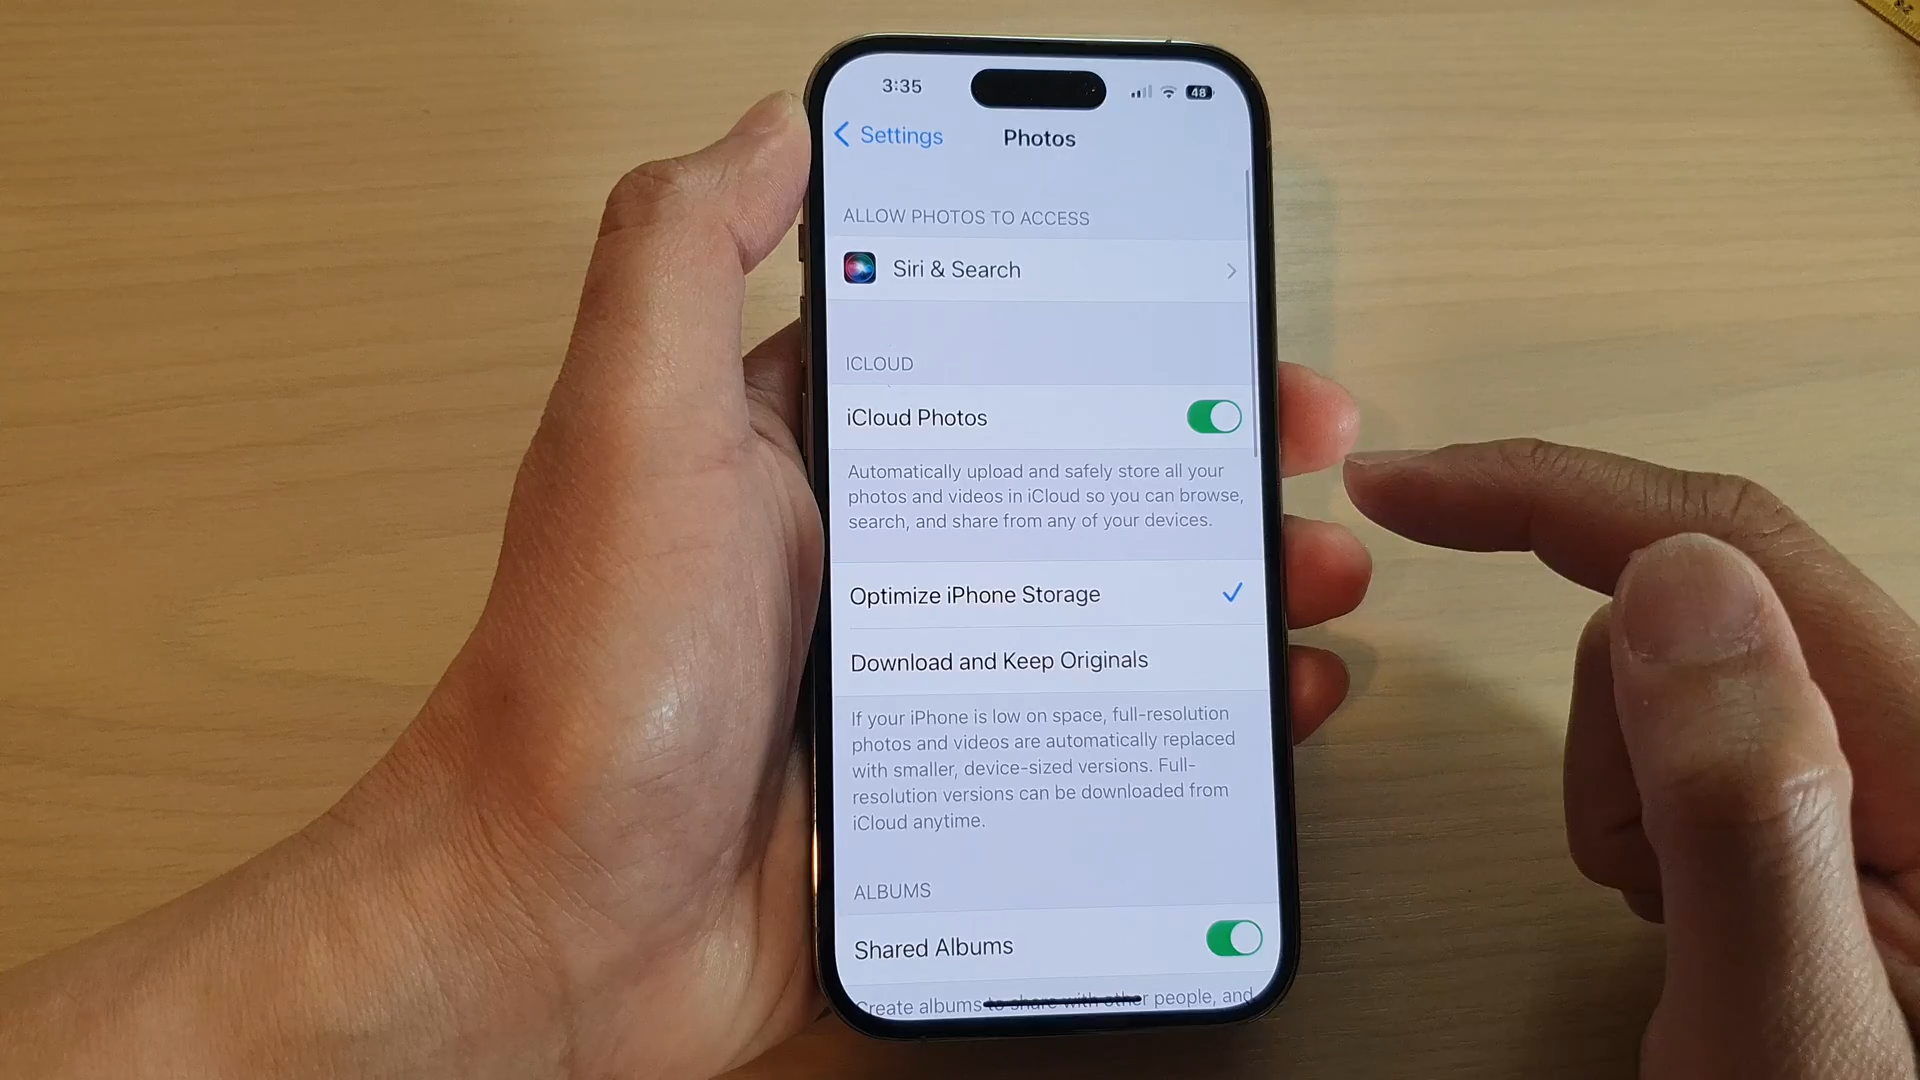 3:35
48
Settings
Photos
ALLOW PHOTOS TO ACCESS
Siri & Search
ICLOUD
iCloud Photos
Automatically upload and safely store all your
photos and videos in iCloud so you can browse,
search, and share from any of your devices.
Optimize iPhone Storage
Download and Keep Originals
If your iPhone is low on space, full-resolution
photos and videos are automatically replaced
with smaller, device-sized versions. Full-
resolution versions can be downloaded from
iCloud anytime.
ALBUMS
Shared Albums
Create albums to share with other people, and